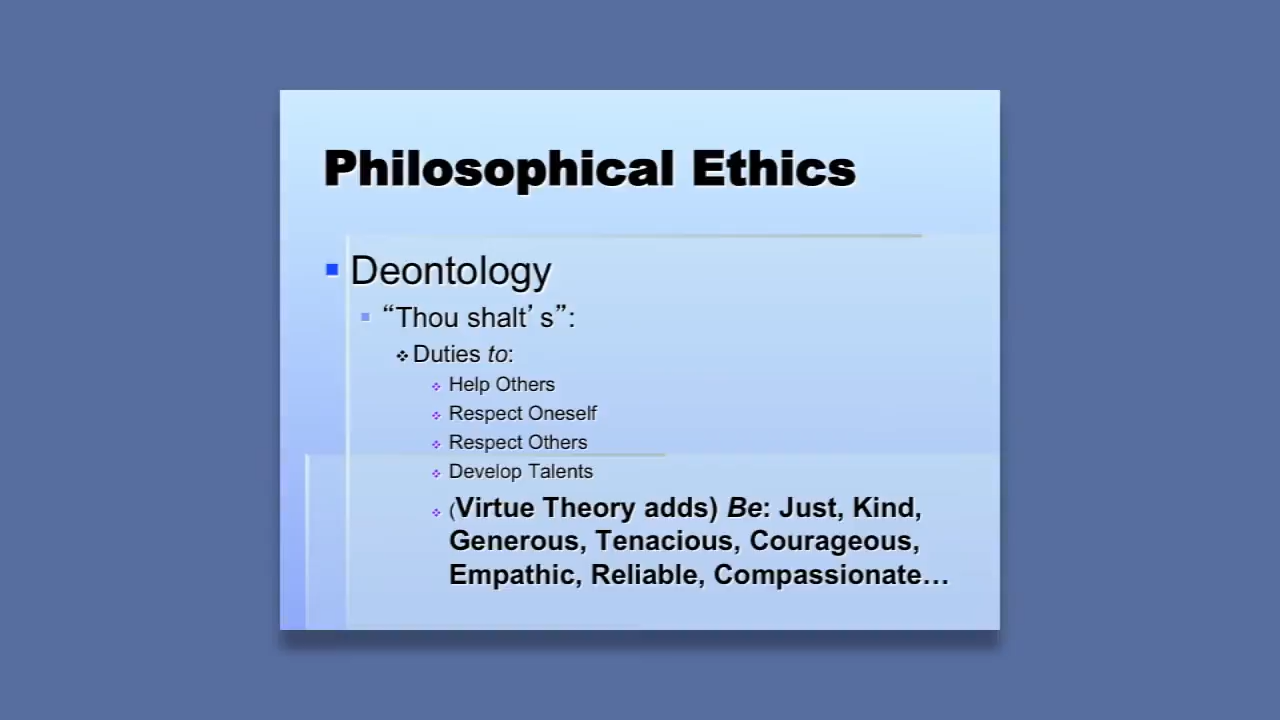 Philosophical Ethics
Deontology
“Thou shalt’ s”:
Duties to:
Help Others
Respect Oneself
Respect Others
Develop Talents
(Virtue Theory adds) Be: Just, Kind,
Generous, Tenacious, Courageous,
Empathic, Reliable, Compassionate…